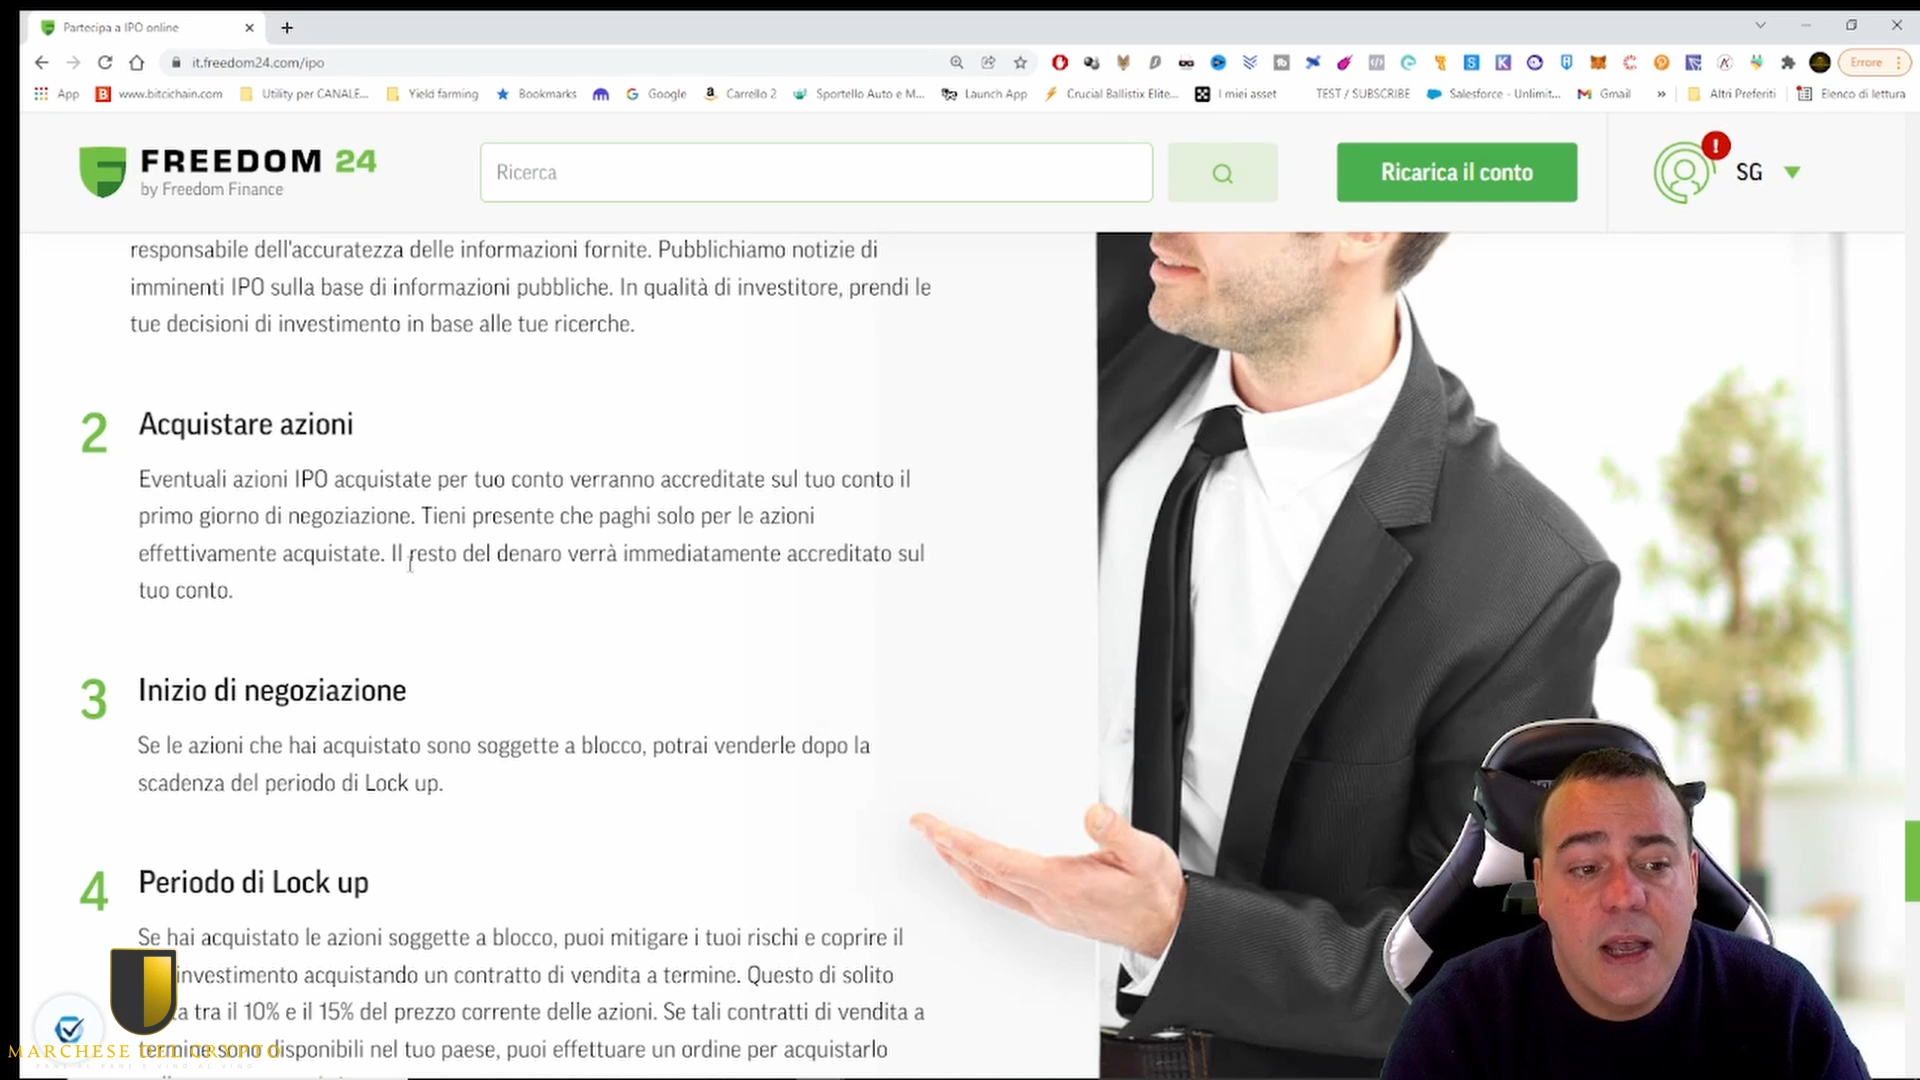 Partecipa a IPO online
it.freedom24.com/ipo
Errore
App
www.bitcichain.com
Utility per CANALE...
Yield farming
Bookmarks
Google
Carrello 2
Sportello Auto e M...
Launch App
Crucial Ballistix Elite...
I miei asset
TEST / SUBSCRIBE
Salesforce - Unlimit...
Gmail
»
Altri Preferiti
Elenco di lettura
FREEDOM 24
by Freedom Finance
Ricerca
Ricarica il conto
!
SG
responsabile dell'accuratezza delle informazioni fornite. Pubblichiamo notizie di
imminenti IPO sulla base di informazioni pubbliche. In qualità di investitore, prendi le
tue decisioni di investimento in base alle tue ricerche.
2
Acquistare azioni
Eventuali azioni IPO acquistate per tuo conto verranno accreditate sul tuo conto il
primo giorno di negoziazione. Tieni presente che paghi solo per le azioni
effettivamente acquistate. Il resto del denaro verrà immediatamente accreditato sul
tuo conto.
3
Inizio di negoziazione
Se le azioni che hai acquistato sono soggette a blocco, potrai venderle dopo la
scadenza del periodo di Lock up.
4
Periodo di Lock up
Se hai acquistato le azioni soggette a blocco, puoi mitigare i tuoi rischi e coprire il
investimento acquistando un contratto di vendita a termine. Questo di solito
tra il 10% e il 15% del prezzo corrente delle azioni. Se tali contratti di vendita a
termine sono disponibili nel tuo paese, puoi effettuare un ordine per acquistarlo
MARCHESE DEL CRYPTO
PANE AL PANE E VINO AL VINO